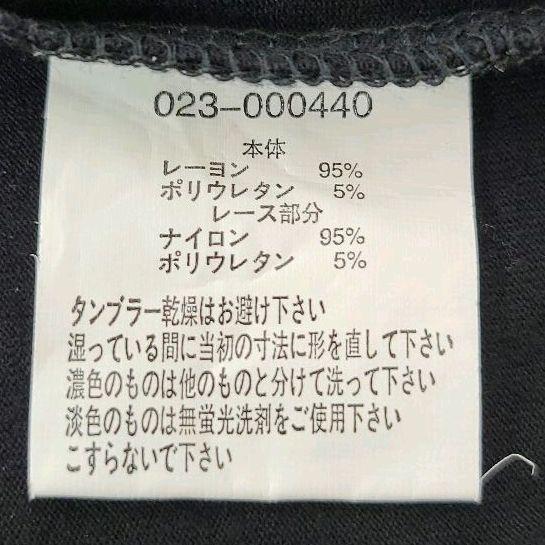 023-000440
本体
レーヨン 95%
ポリウレタン 5%
レース部分
ナイロン 95%
ポリウレタン 5%
タンブラー乾燥はお避け下さい
湿っている間に当初の寸法に形を直して下さい
濃色のものは他のものと分けて洗って下さい
淡色のものは無蛍光洗剤をご使用下さい
こすらないで下さい